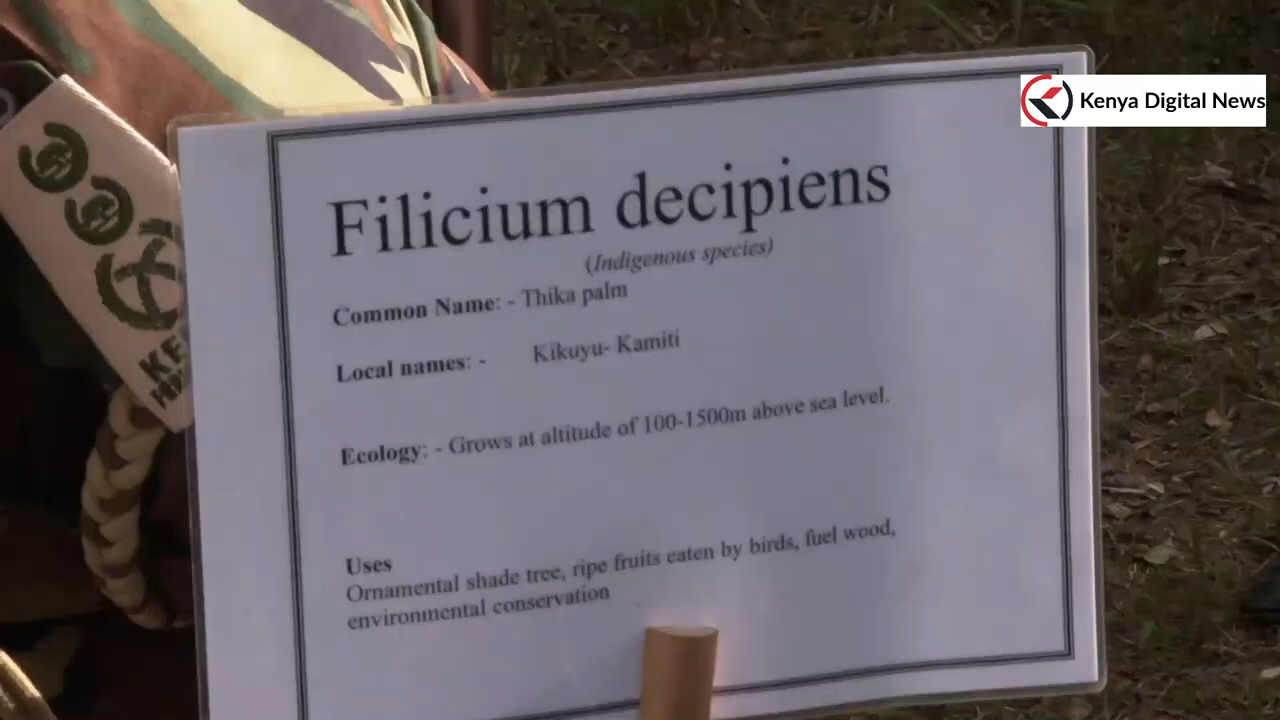 Kenya Digital News
Filicium decipiens
(Indigenous species)
Common Name: - Thika palm
Local names: - Kikuyu- Kamiti
Ecology: - Grows at altitude of 100-1500m above sea level.
Uses
Ornamental shade tree, ripe fruits eaten by birds, fuel wood,
environmental conservation